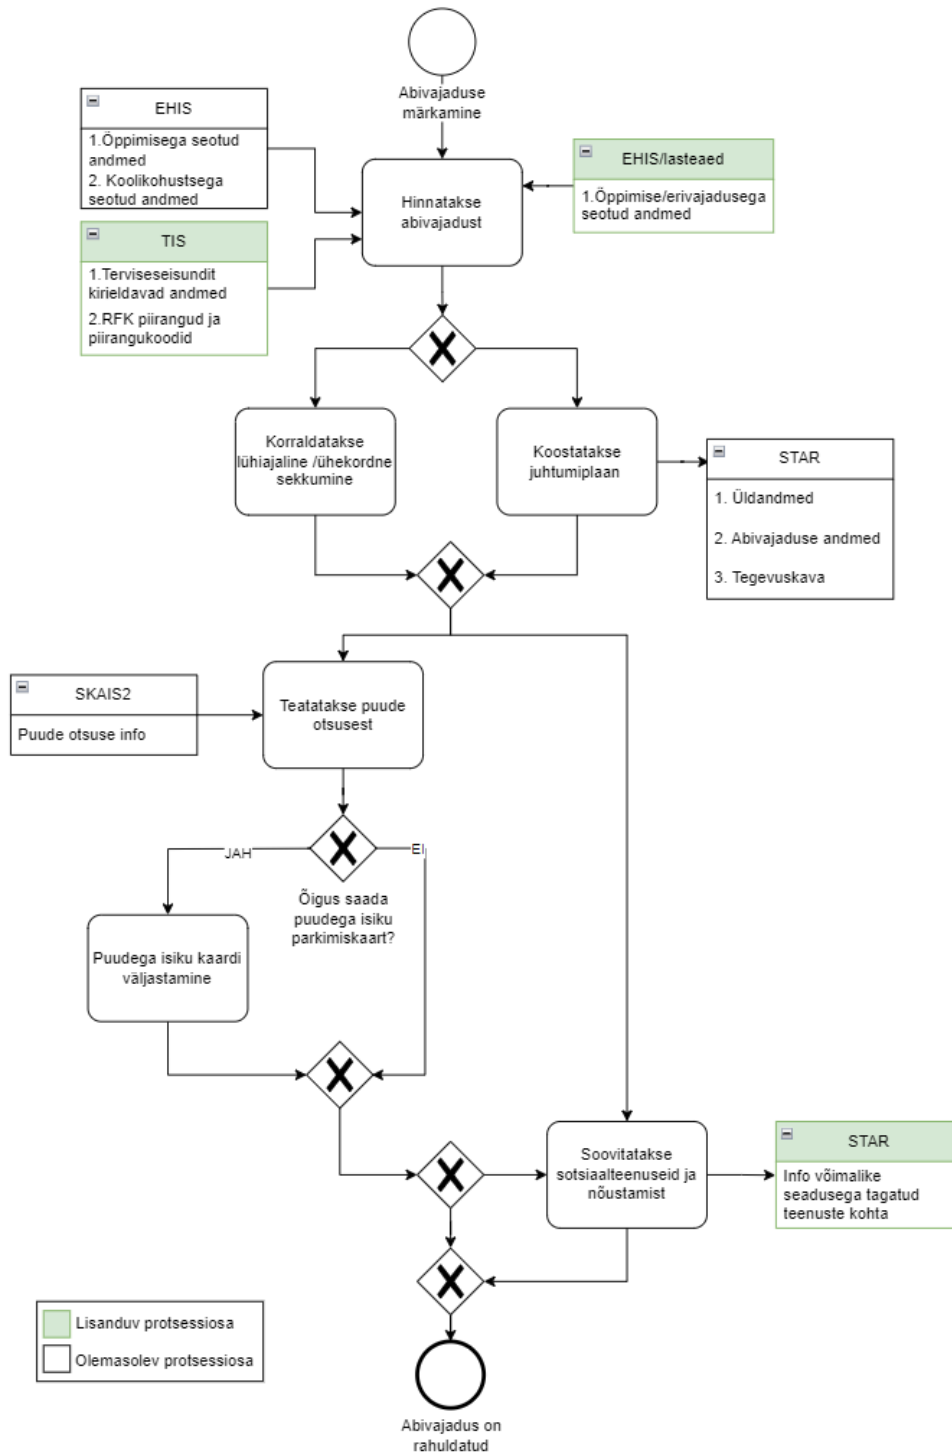 Abivajaduse
märkamine
EHIS
1.Õppimisega seotud
andmed
2. Koolikohustsega
seotud andmed
EHIS/lasteaed
1.Õppimise/erivajadusega
seotud andmed
Hinnatakse
abivajadust
TIS
1.Terviseseisundit
kirieldavad andmed
2.RFK piirangud ja
piirangukoodid
Korraldatakse
lühiajaline /ühekordne
sekkumine
Koostatakse
juhtumiplaan
STAR
1. Üldandmed
2. Abivajaduse andmed
3. Tegevuskava
SKAIS2
Puude otsuse info
Teatatakse puude
otsusest
JAH
EI
Õigus saada
puudega isiku
parkimiskaart?
Puudega isiku kaardi
väljastamine
Soovitatakse
sotsiaalteenuseid ja
nõustamist
STAR
Info võimalike
seadusega tagatud
teenuste kohta
Lisanduv protsessiosa
Olemasolev protsessiosa
Abivajadus on
rahuldatud